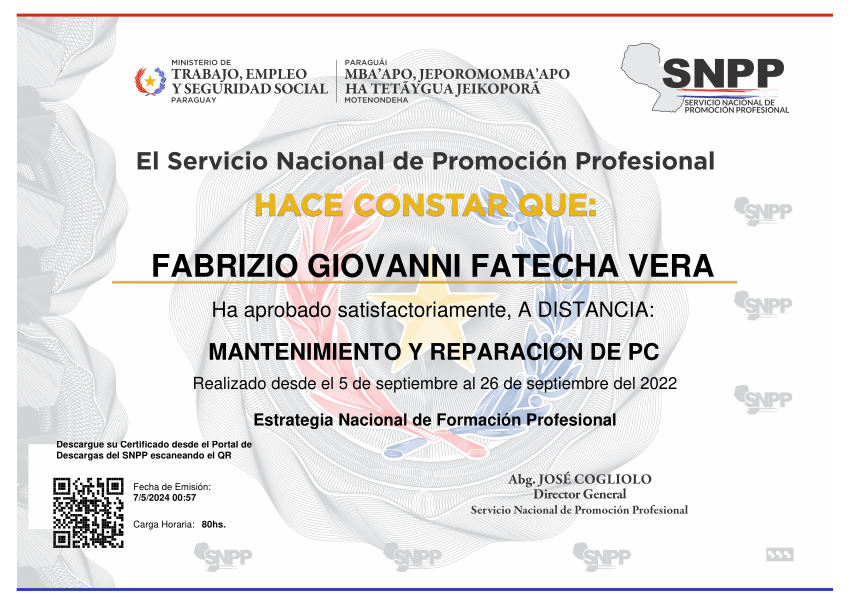 MINISTERIO DE
TRABAJO, EMPLEO
Y SEGURIDAD SOCIAL
PARAGUAY
PARAGUÁI
MBA'APO, JEPOROMOMBA'APO
HA TETÃYGUA JEIKOPORÃ
MOTENONDEHA
SNPP
SERVICIO NACIONAL DE
PROMOCIÓN PROFESIONAL
El Servicio Nacional de Promoción Profesional
HACE CONSTAR QUE:
SNPP
FABRIZIO GIOVANNI FATECHA VERA
SNPP
Ha aprobado satisfactoriamente, A DISTANCIA:
MANTENIMIENTO Y REPARACION DE PC
Realizado desde el 5 de septiembre al 26 de septiembre del 2022
SNPP
Estrategia Nacional de Formación Profesional
Descargue su Certificado desde el Portal de
Descargas del SNPP escaneando el QR
Fecha de Emisión:
7/5/2024 00:57
Carga Horaria: 80hs.
Abg. JOSÉ COGLIOLO
Director General
Servicio Nacional de Promoción Profesional
SNPP
SNPP
SNPP